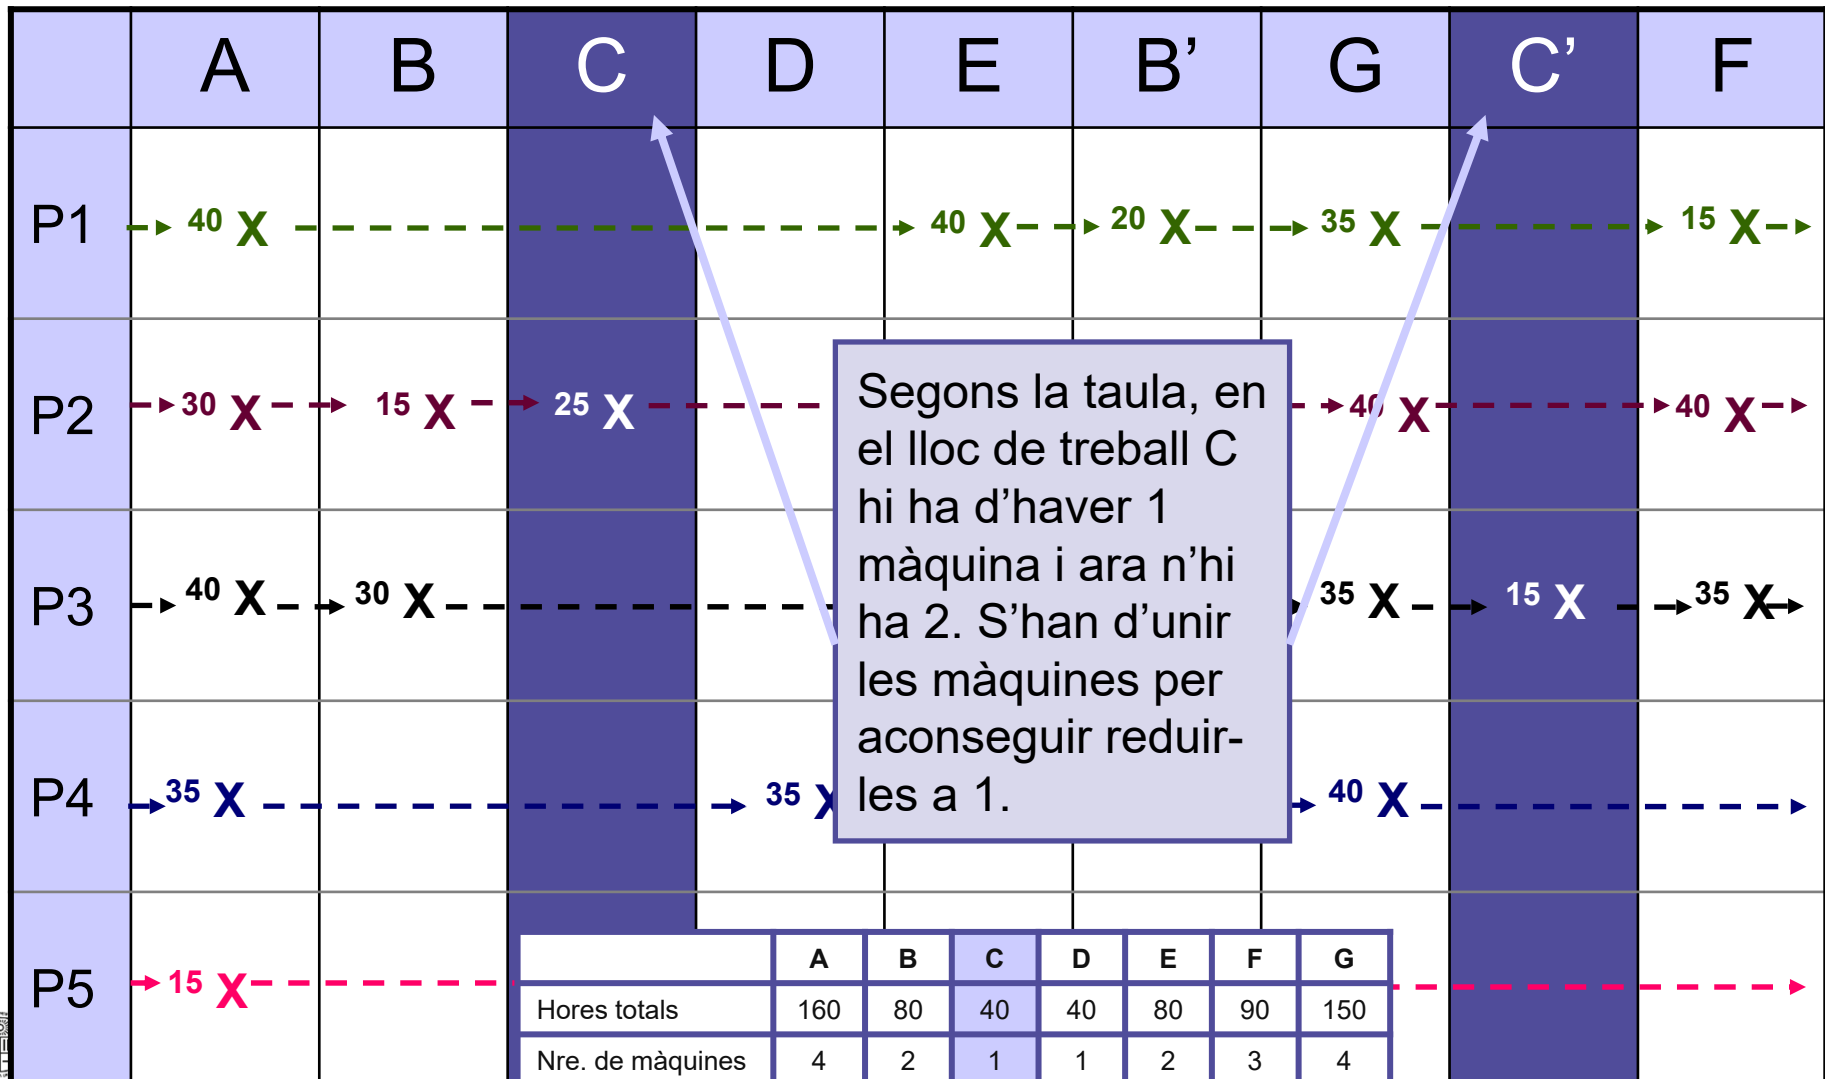 A B C D E B’ G C’ F
P1 40 X 40 X 20 X 35 X 15 X
P2 30 X 15 X 25 X 40 X 40 X
P3 40 X 30 X 35 X 15 X 35 X
P4 35 X 35 X 40 X
P5 15 X
Segons la taula, en
el lloc de treball C
hi ha d’haver 1
màquina i ara n’hi
ha 2. S’han d’unir
les màquines per
aconseguir reduir-
les a 1.
A B C D E F G
Hores totals 160 80 40 40 80 90 150
Nre. de màquines 4 2 1 1 2 3 4